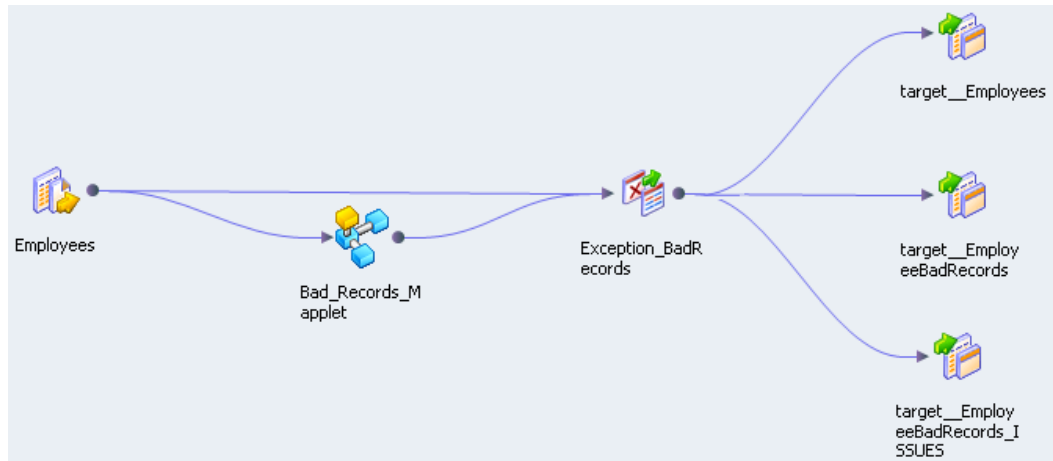 target__Employees
Employees
Bad_Records_M
applet
Exception_BadR
ecords
target__Employ
eeBadRecords
target__Employ
eeBadRecords_I
SSUES